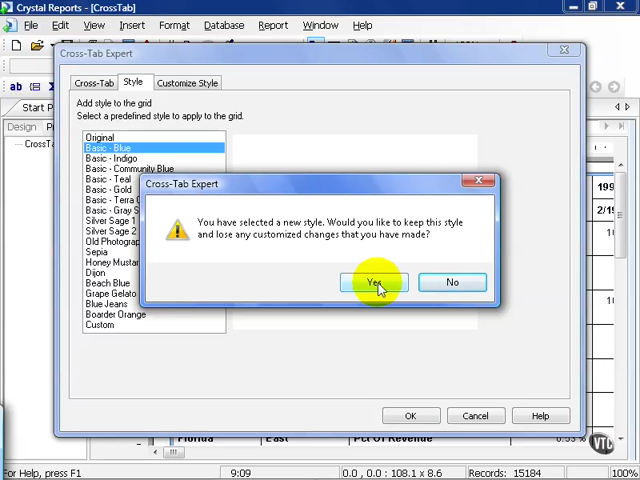 Crystal Reports - [CrossTab]
File Edit View Insert Format Database Report Window Help
Cross-Tab Expert
ab
Start P
Design
CrossTa
Cross-Tab Style Customize Style
Add style to the grid
Select a predefined style to apply to the grid.
Original
Basic - Blue
Basic - Indigo
Basic - Community Blue
Basic - Teal
Basic - Gold
Basic - Terra C
Basic - Gray S
Silver Sage 1
Silver Sage 2
Old Photograp
Sepia
Honey Musta
Dijon
Beach Blue
Grape Gelato
Blue Jeans
Boarder Orange
Custom
Cross-Tab Expert
You have selected a new style. Would you like to keep this style
and lose any customized changes that you have made?
Yes No
OK Cancel Help
199
2/19
Florida East Pct Of Revenue 6.53 %
VTC
For Help, press F1 9:09 0.0 , 0.0 : 108.1 x 8.6 Records: 15184 100%